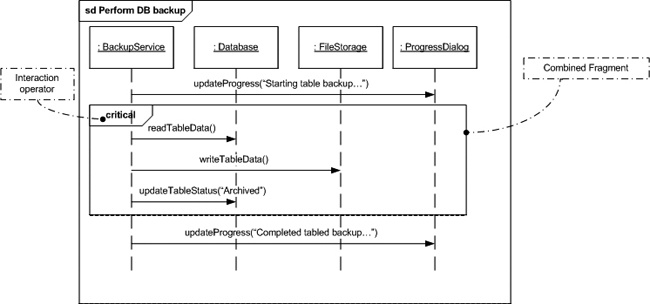 sd Perform DB backup
: BackupService
: Database
: FileStorage
: ProgressDialog
Interaction
operator
Combined Fragment
updateProgress(“Starting table backup…”)
critical
readTableData()
writeTableData()
updateTableStatus(“Archived”)
updateProgress(“Completed tabled backup…”)